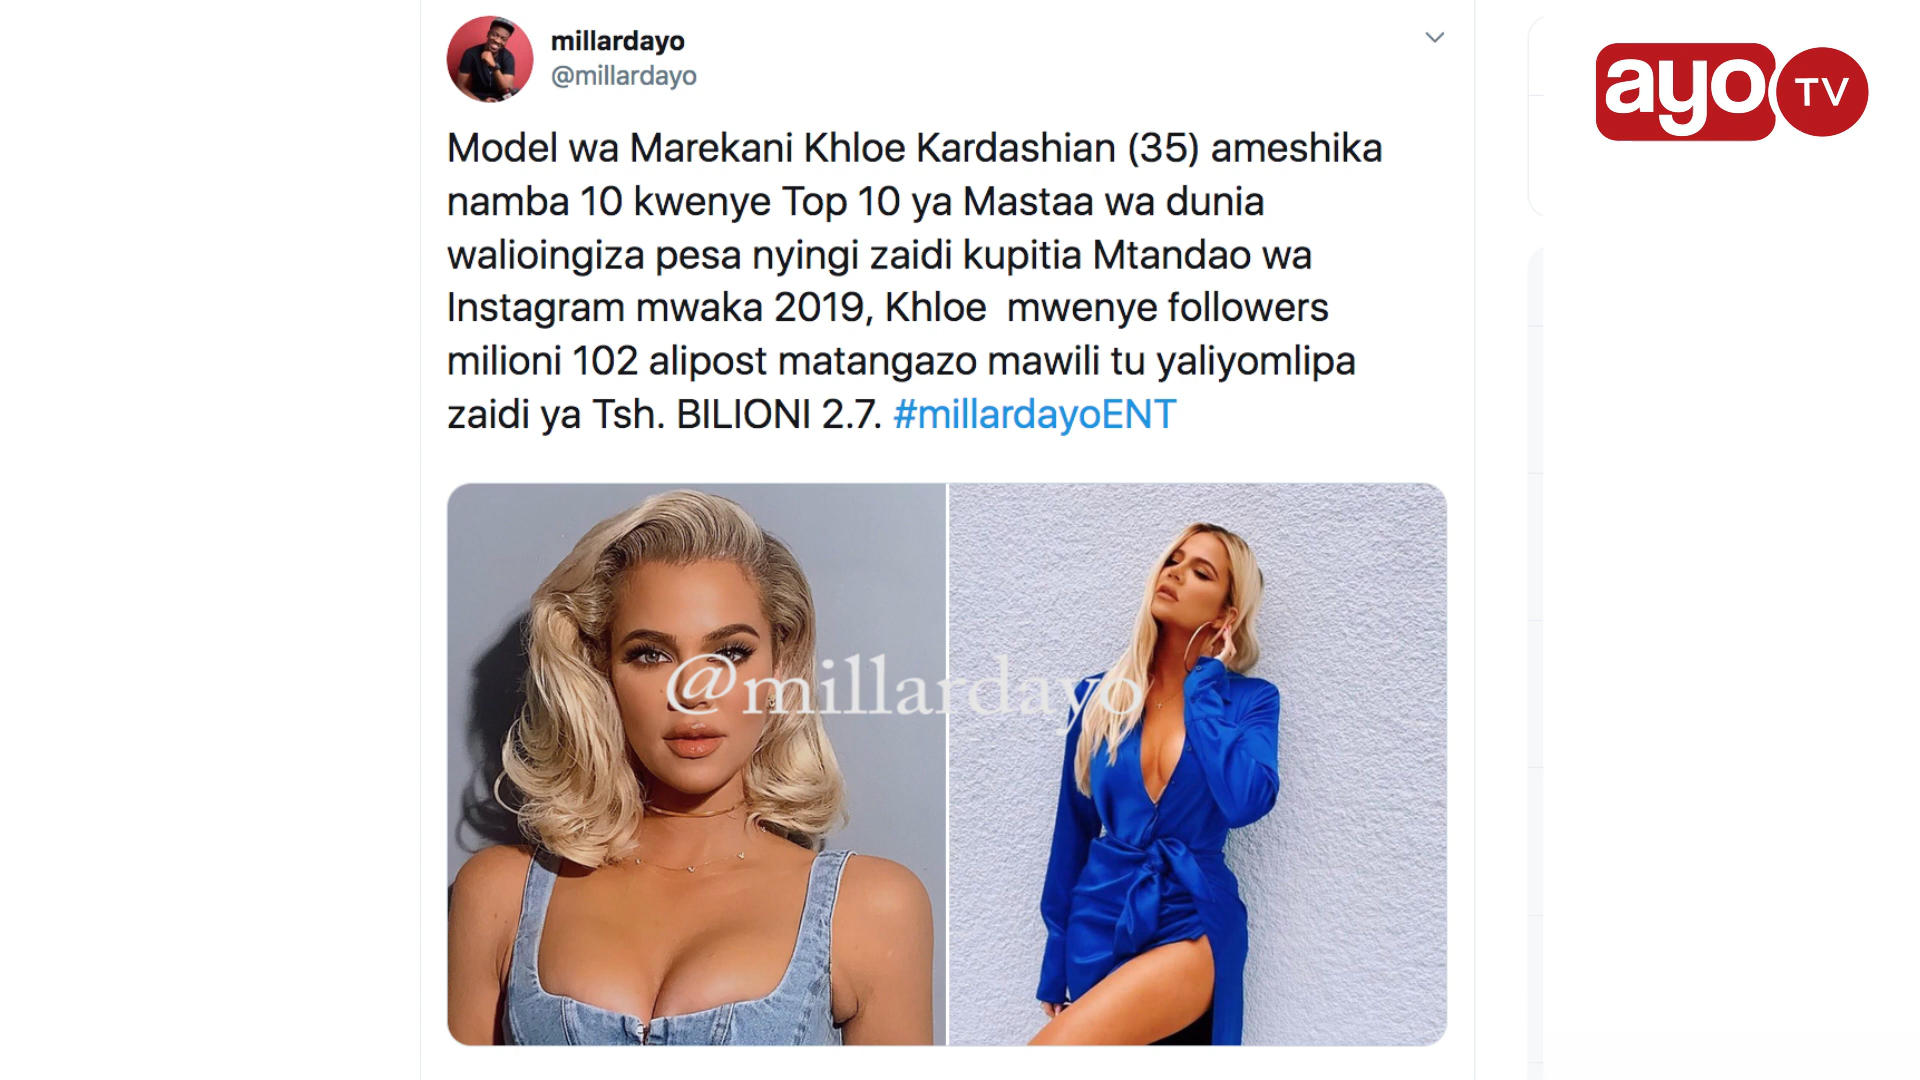 millardayo
@millardayo
ayo TV
Model wa Marekani Khloe Kardashian (35) ameshika
namba 10 kwenye Top 10 ya Mastaa wa dunia
walioingiza pesa nyingi zaidi kupitia Mtandao wa
Instagram mwaka 2019, Khloe  mwenye followers
milioni 102 alipost matangazo mawili tu yaliyomlipa
zaidi ya Tsh. BILIONI 2.7. #millardayoENT
@millardayo